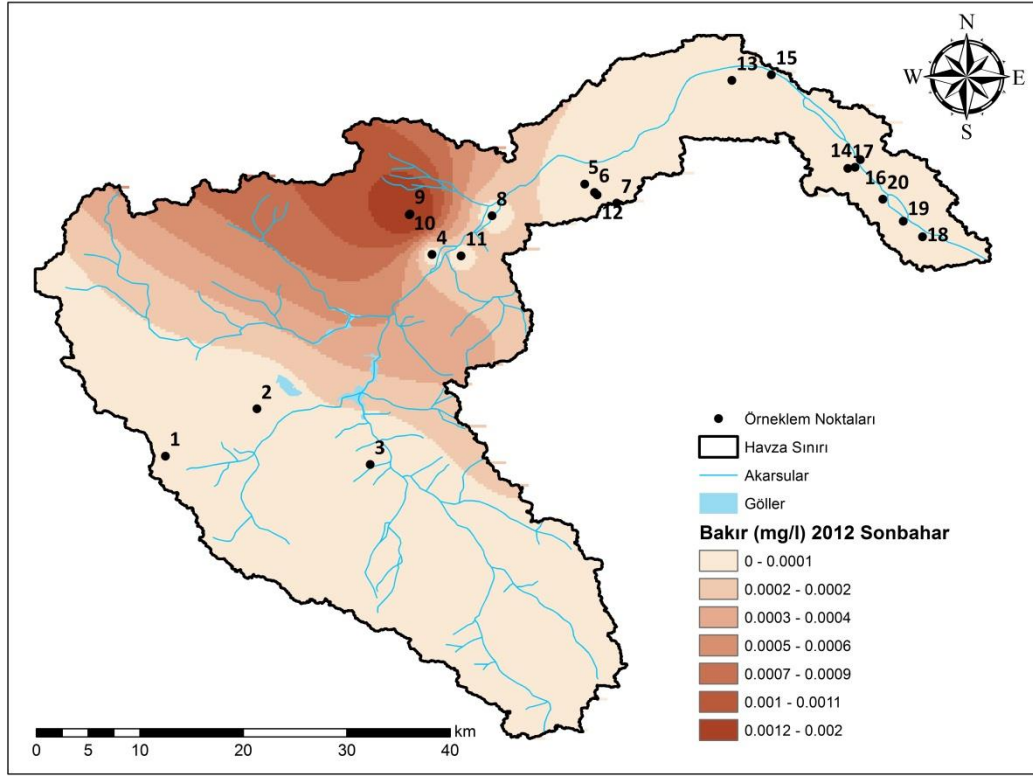 N
W E
S
13 15
14 17
16
20
19
18
5
6
7
12
9
8
10
4 11
2
1 3
Örneklem Noktaları
Havza Sınırı
Akarsular
Göller
Bakır (mg/l) 2012 Sonbahar
0 - 0.0001
0.0002 - 0.0002
0.0003 - 0.0004
0.0005 - 0.0006
0.0007 - 0.0009
0.001 - 0.0011
0.0012 - 0.002
km
0 5 10 20 30 40